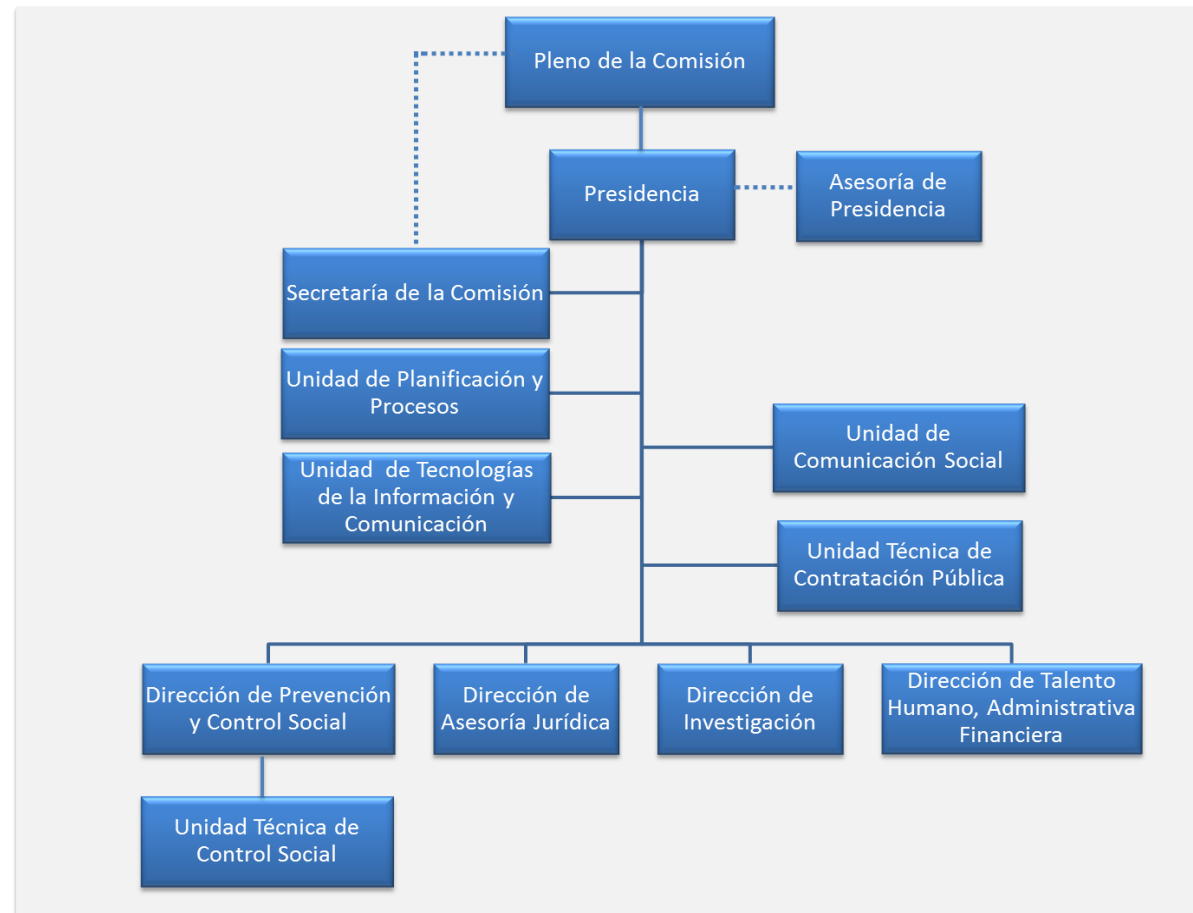 Pleno de la Comisión
Presidencia
Asesoría de
Presidencia
Secretaría de la Comisión
Unidad de Planificación y
Procesos
Unidad de
Comunicación Social
Unidad de Tecnologías
de la Información y
Comunicación
Unidad Técnica de
Contratación Pública
Dirección de Prevención
y Control Social
Dirección de
Asesoría Jurídica
Dirección de
Investigación
Dirección de Talento
Humano, Administrativa
Financiera
Unidad Técnica de
Control Social